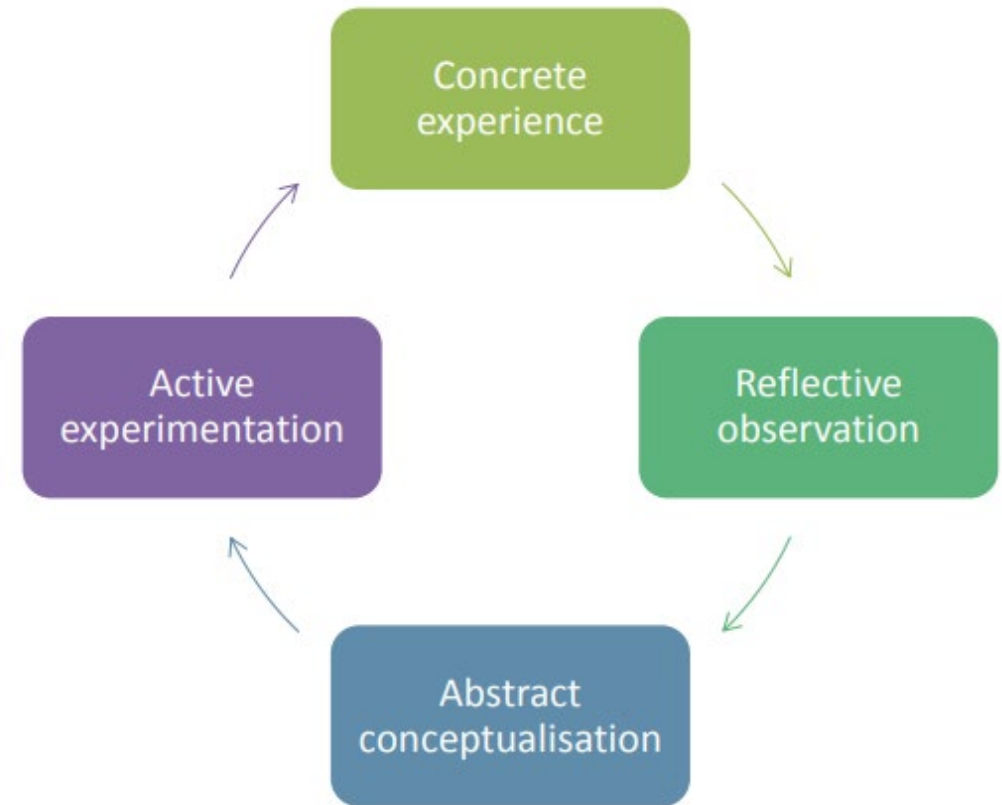 Concrete
experience
Reflective
observation
Abstract
conceptualisation
Active
experimentation